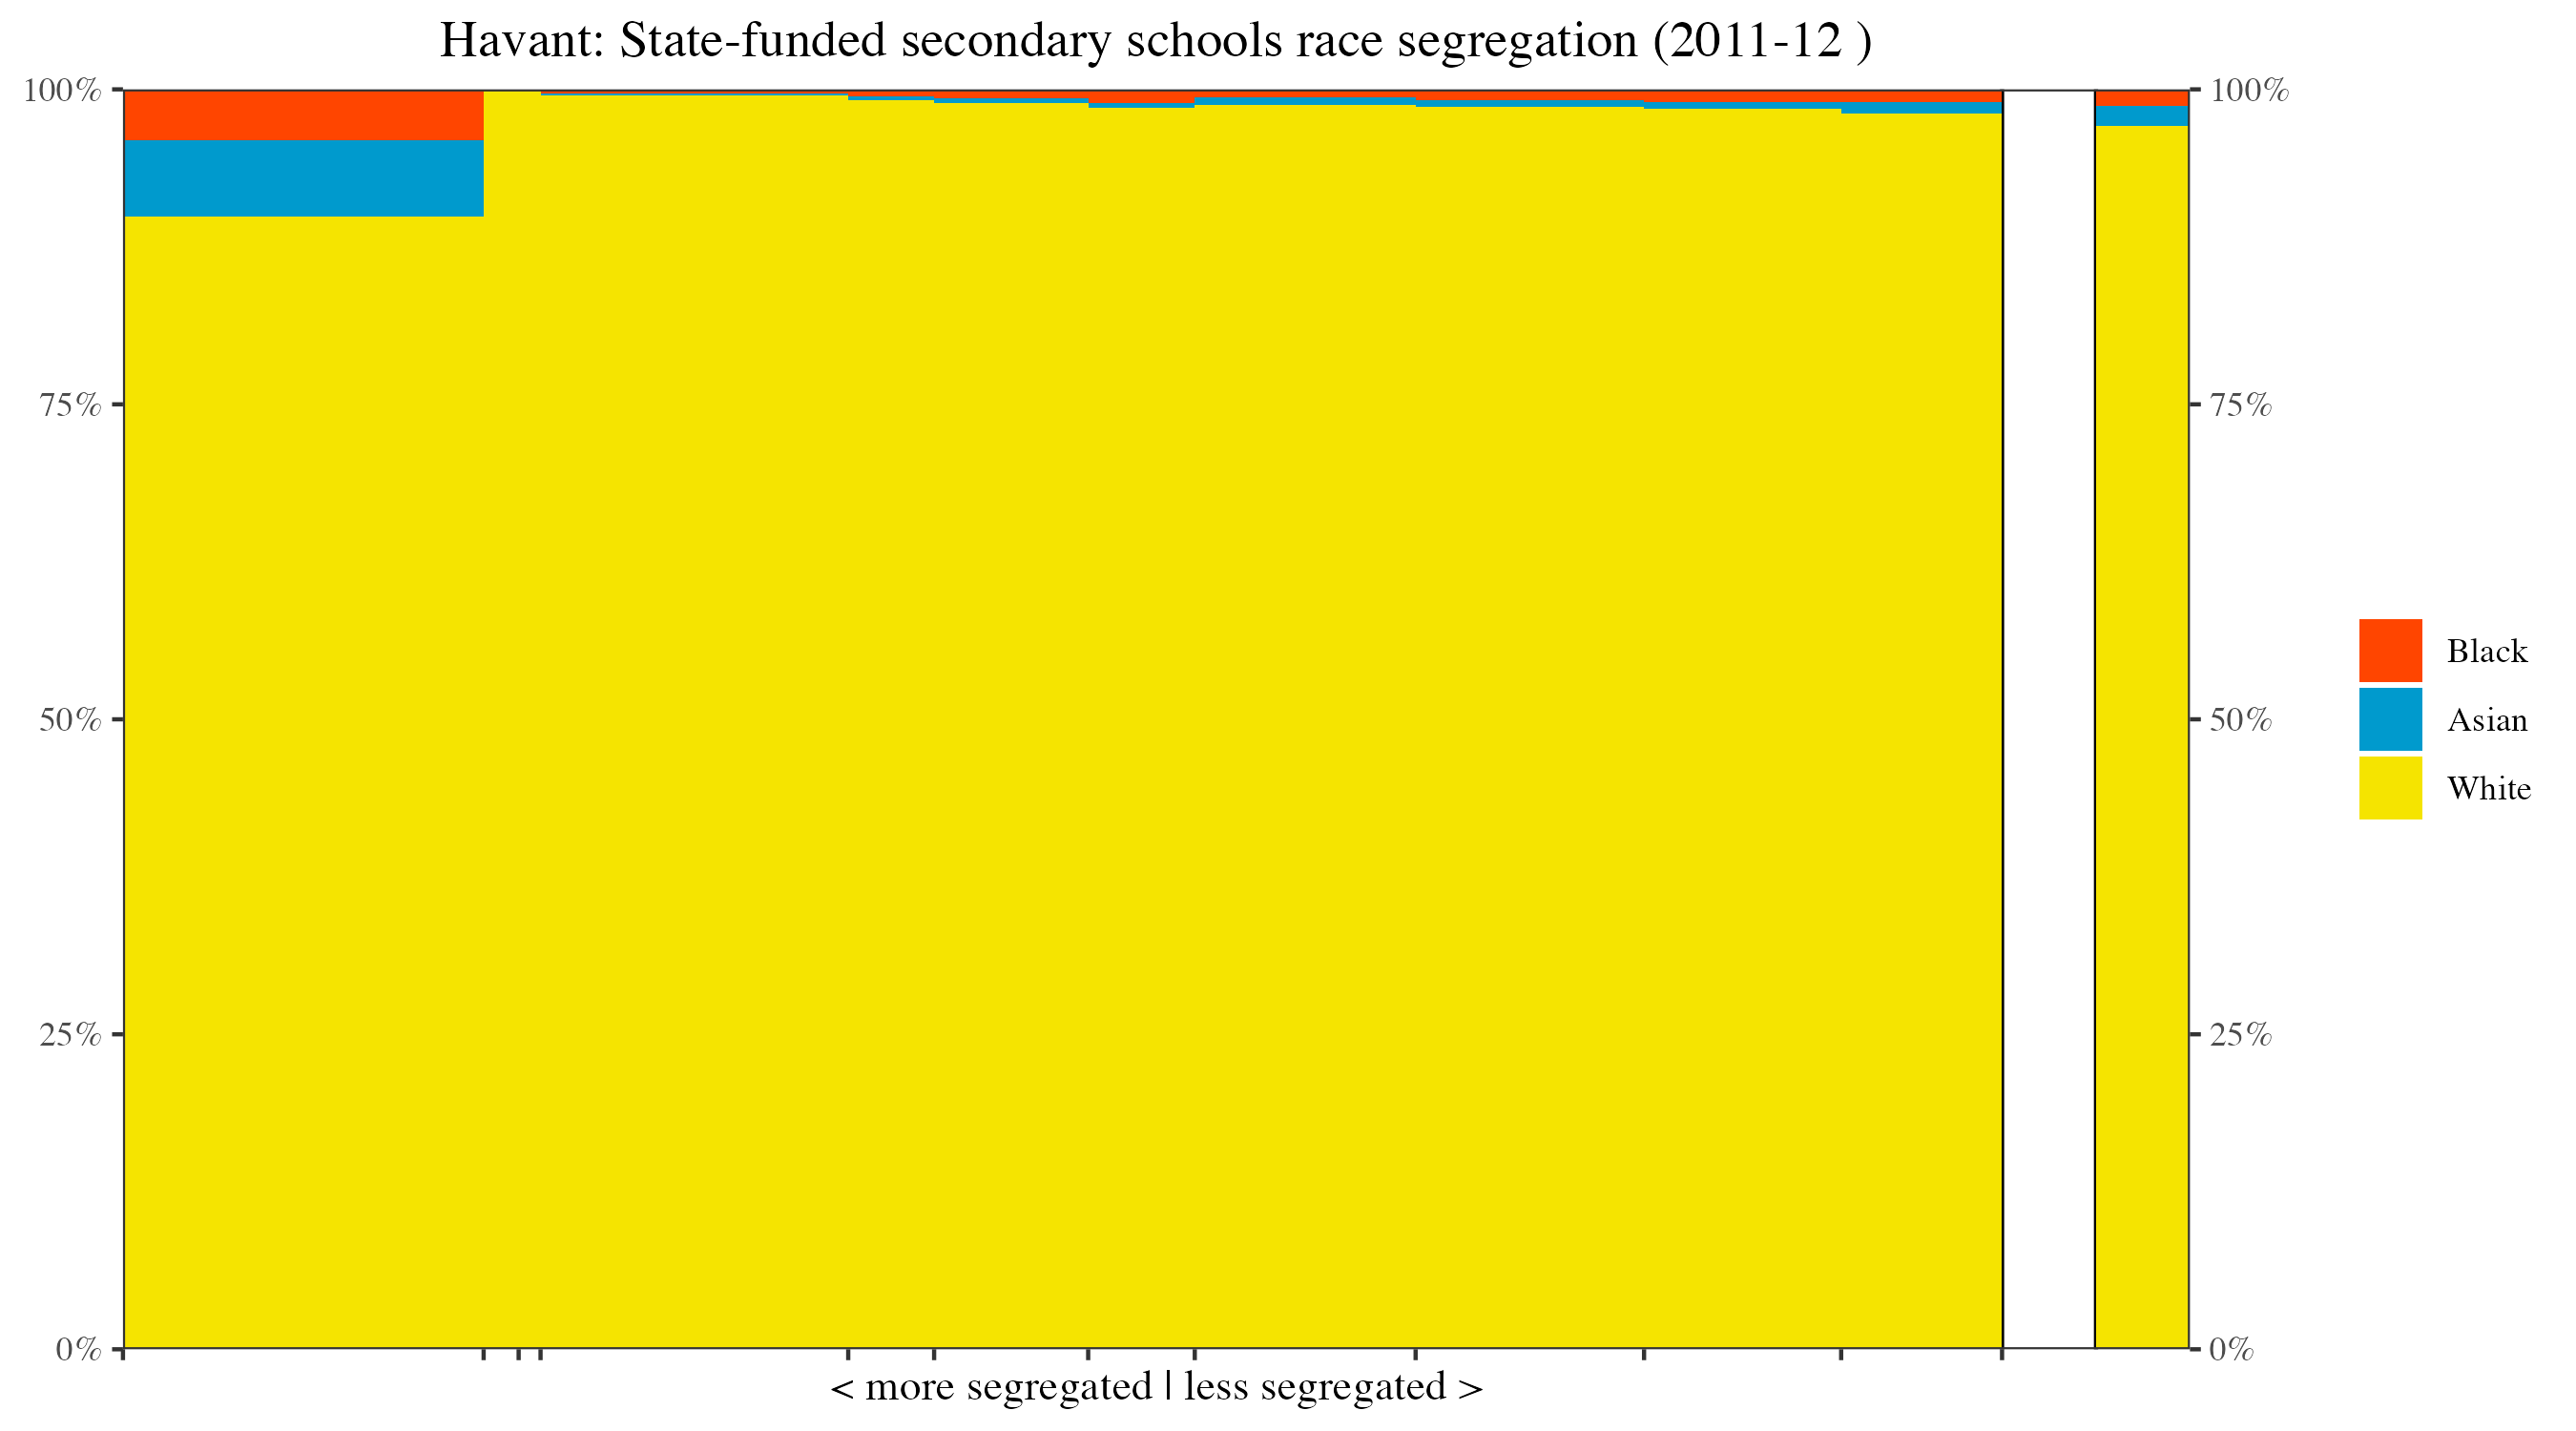 Havant: State-funded secondary schools race segregation (2011-12 )
100%
75%
50%
25%
0%
100%
75%
50%
25%
0%
Black
Asian
White
< more segregated | less segregated >